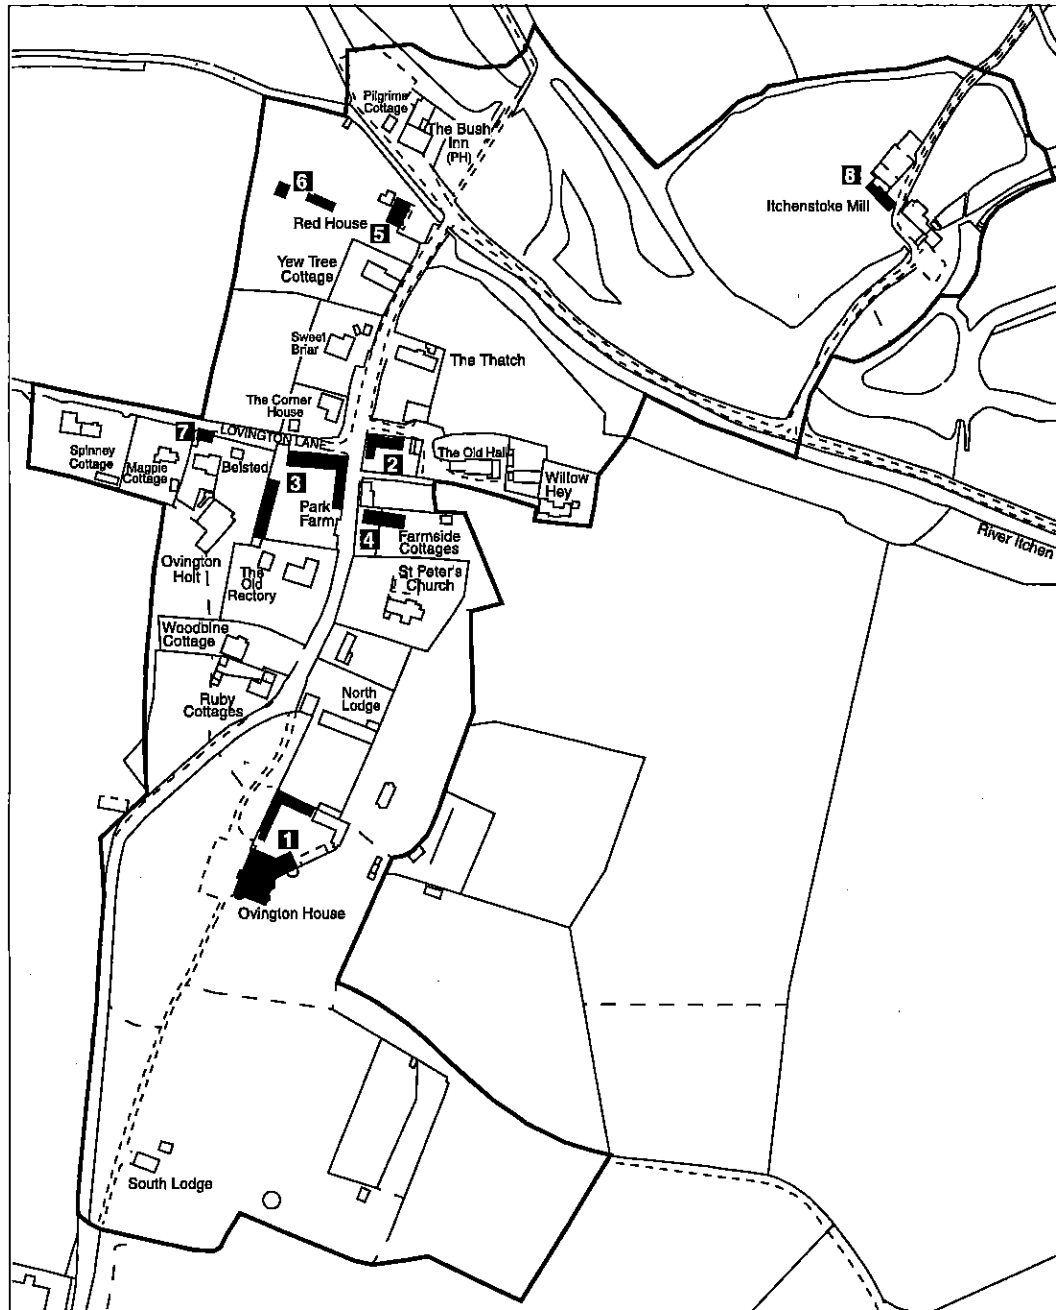 Pilgrims
Cottage
The Bush
Inn
(PH)
6
Red House
5
8
Itchenstoke Mill
Yew Tree
Cottage
Sweet
Briar
The Thatch
The Corner
House
7
LOVINGTON LANE
Spinney
Cottage
Magpie
Cottage
Belsted
2
The Old Hall
Willow
Hey
3
Park
Farm
4
Farmside
Cottages
River Itchen
Ovington
Holt
The
Old
Rectory
St Peter's
Church
Woodbine
Cottage
Ruby
Cottages
North
Lodge
1
Ovington House
South Lodge